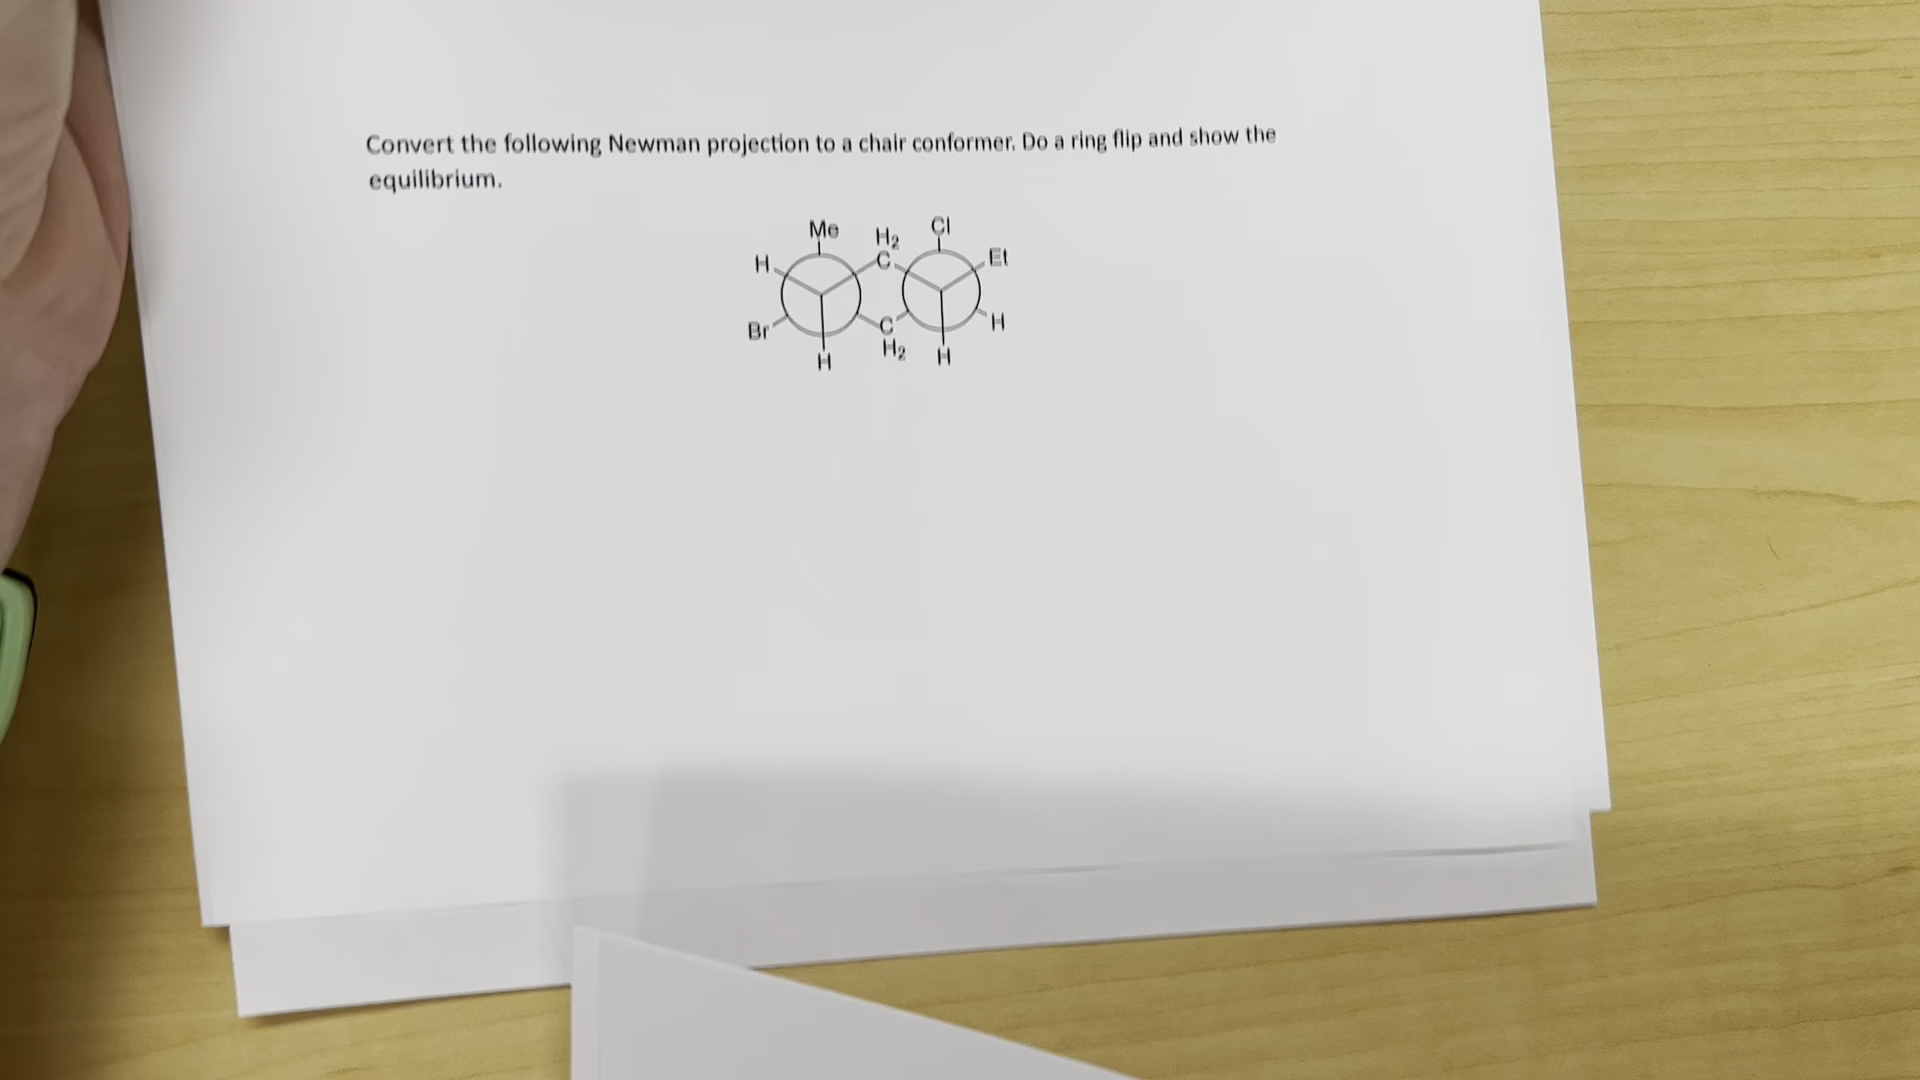 Convert the following Newman projection to a chair conformer. Do a ring flip and show the
equilibrium.
Me H2 Cl
H C Et
Br C H
H H2 H